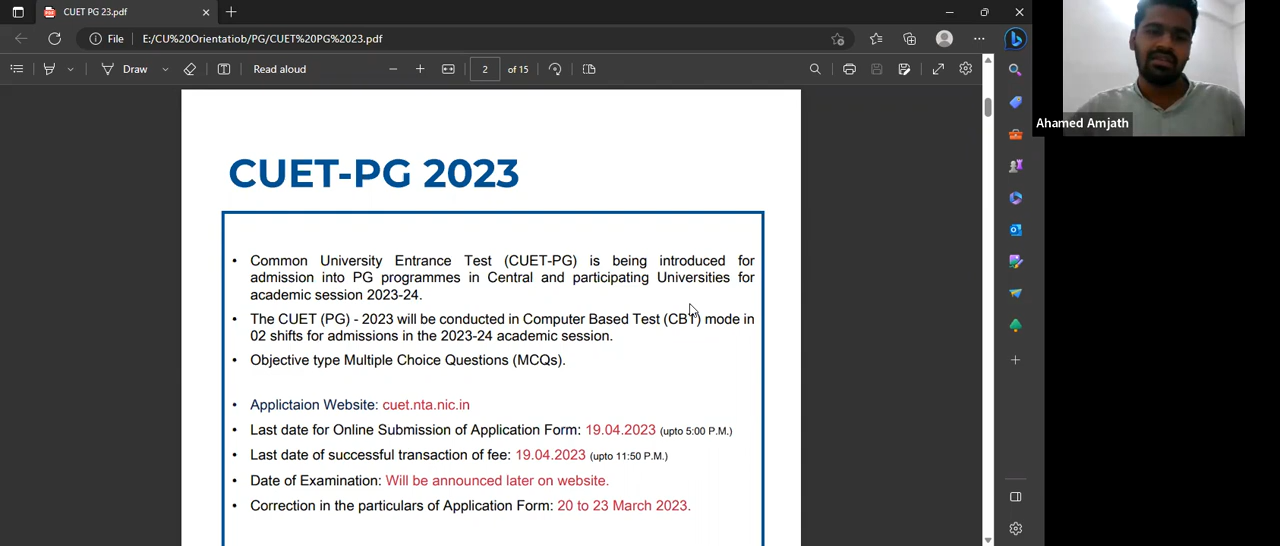 CUET PG 23.pdf
File E:/CU%20Orientatiob/PG/CUET%20PG%2023.pdf
Draw Read aloud 2 of 15
Ahamed Amjath
CUET-PG 2023
• Common University Entrance Test (CUET-PG) is being introduced for
admission into PG programmes in Central and participating Universities for
academic session 2023-24.
• The CUET (PG) - 2023 will be conducted in Computer Based Test (CBT) mode in
02 shifts for admissions in the 2023-24 academic session.
• Objective type Multiple Choice Questions (MCQs).
• Applictaion Website: cuet.nta.nic.in
• Last date for Online Submission of Application Form: 19.04.2023 (upto 5:00 P.M.)
• Last date of successful transaction of fee: 19.04.2023 (upto 11:50 P.M.)
• Date of Examination: Will be announced later on website.
• Correction in the particulars of Application Form: 20 to 23 March 2023.